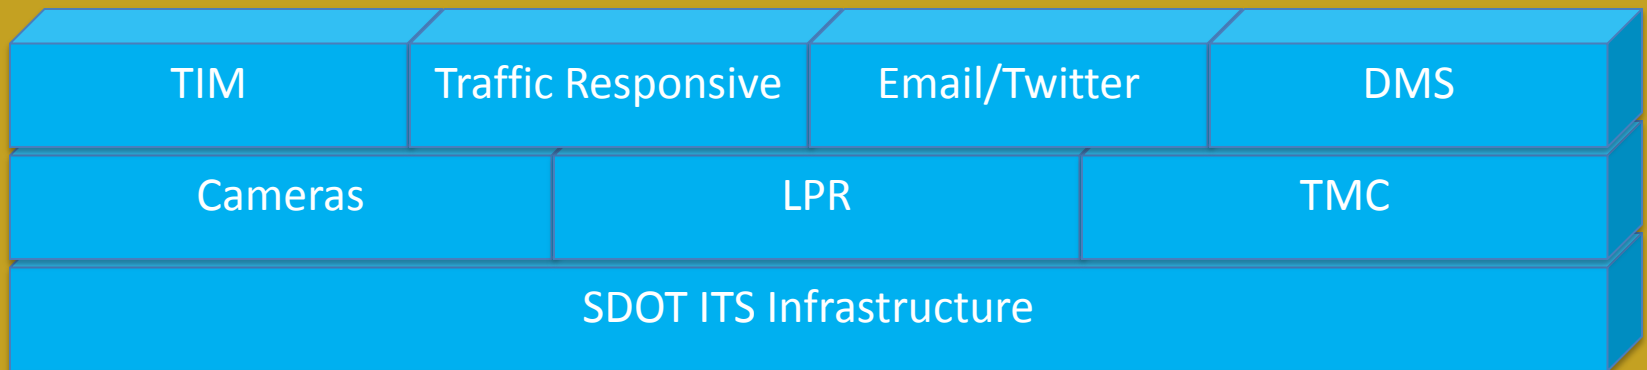 TIM
Traffic Responsive
Email/Twitter
DMS
Cameras
LPR
TMC
SDOT ITS Infrastructure